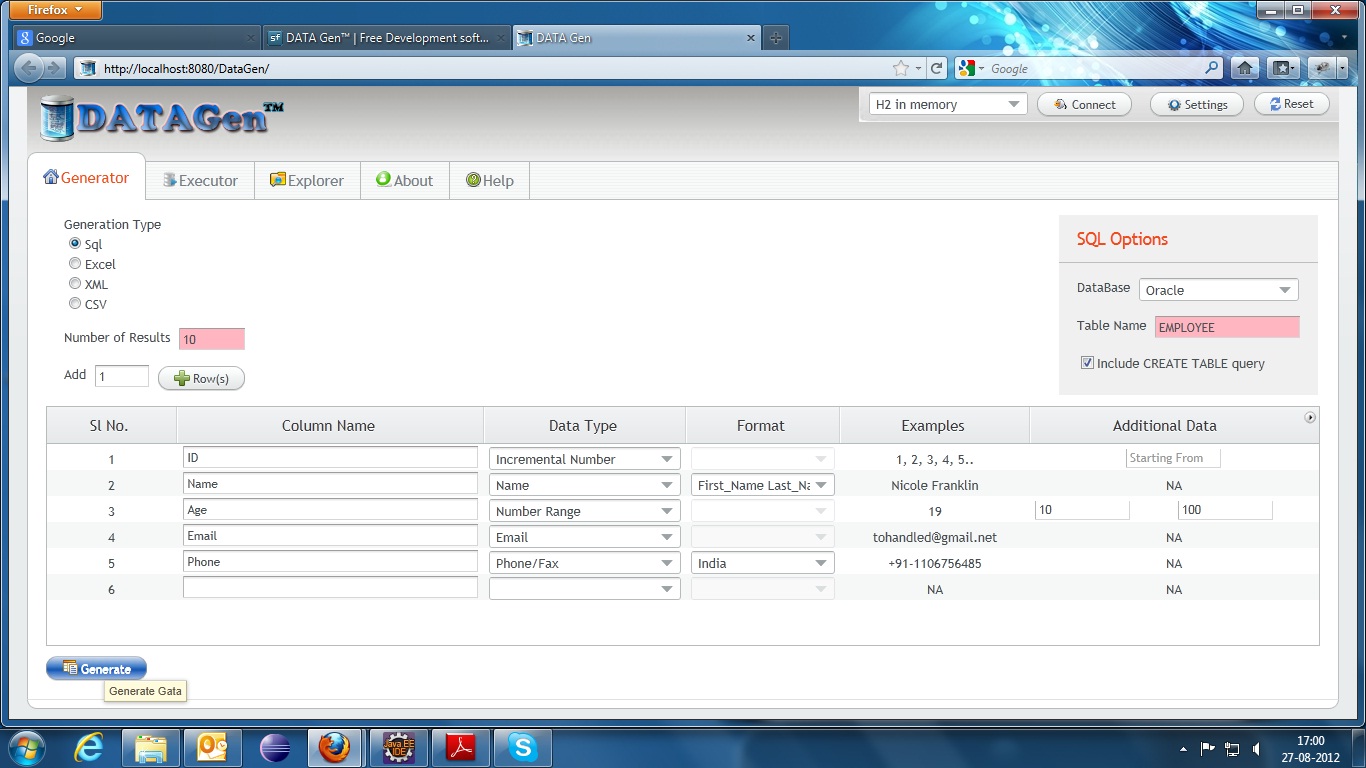 Firefox
Google
DATA Gen™ | Free Development soft...
DATA Gen
http://localhost:8080/DataGen/
Google
DATAGen™
H2 in memory
Connect
Settings
Reset
Generator
Executor
Explorer
About
Help
Generation Type
Sql
Excel
XML
CSV
Number of Results 10
Add 1 Row(s)
SQL Options
DataBase Oracle
Table Name EMPLOYEE
Include CREATE TABLE query
Sl No. Column Name Data Type Format Examples Additional Data
1 ID Incremental Number 1, 2, 3, 4, 5.. Starting From
2 Name Name First_Name Last_Na Nicole Franklin NA
3 Age Number Range 19 10 100
4 Email Email tohandled@gmail.net NA
5 Phone Phone/Fax India +91-1106756485 NA
6 NA NA
Generate
Generate Gata
Java EE
IDE
17:00
27-08-2012